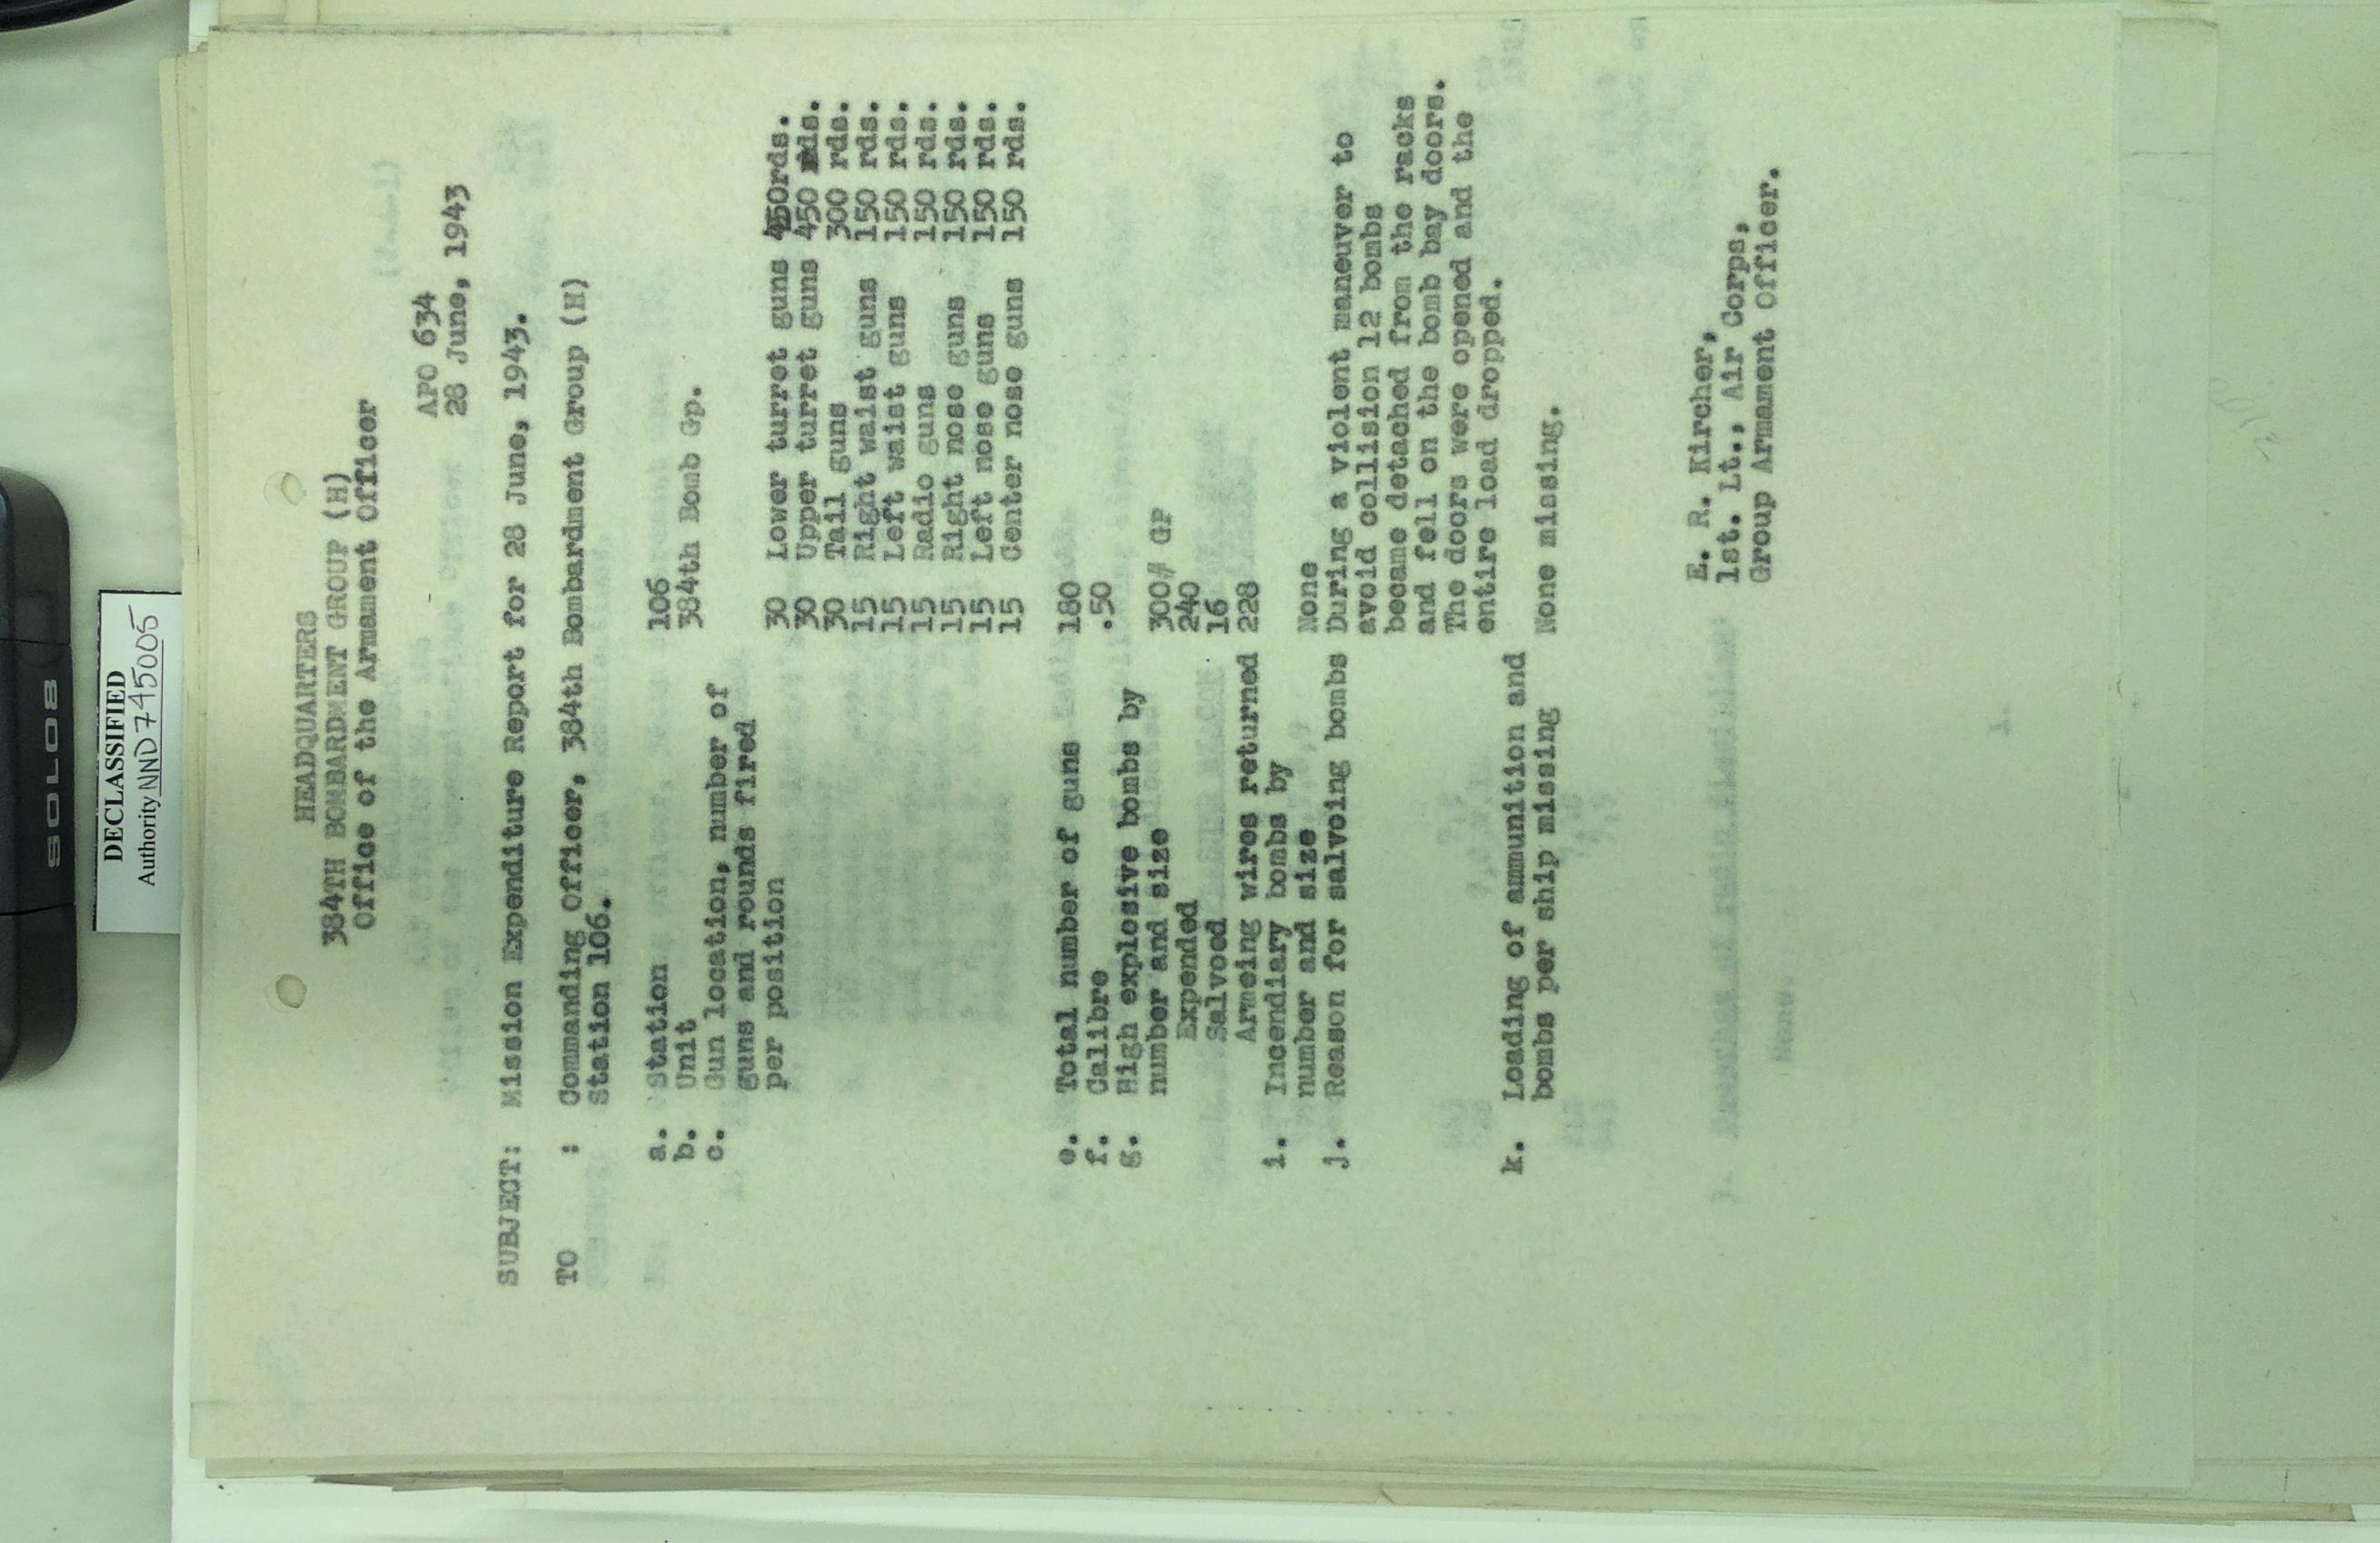 SOLO8
DECLASSIFIED
Authority NND 745005
HEADQUARTERS
384TH BOMBARDMENT GROUP (H)
Office of the Armament Officer
APO 634
28 June, 1943
SUBJECT: Mission Expenditure Report for 28 June, 1943.
TO : Commanding Officer, 384th Bombardment Group (H)
Station 106.
a. Station 106
b. Unit 384th Bomb Gp.
c. Gun location, number of
guns and rounds fired
per position 30 Lower turret guns 450rds.
30 Upper turret guns 450 rds.
30 Tail guns 300 rds.
15 Right waist guns 150 rds.
15 Left waist guns 150 rds.
15 Radio guns 150 rds.
15 Right nose guns 150 rds.
15 Left nose guns 150 rds.
15 Center nose guns 150 rds.
e. Total number of guns 180
f. Calibre .50
g. High explosive bombs by
number and size 300# GP
Expended 240
Salvoed 16
Armeing wires returned 228
i. Incendiary bombs by
number and size None
j. Reason for salvoing bombs During a violent maneuver to
avoid collision 12 bombs
became detached from the racks
and fell on the bomb bay doors.
The doors were opened and the
entire load dropped.
k. Loading of ammunition and
bombs per ship missing None missing.
E. R. Kircher,
1st. Lt., Air Corps,
Group Armament Officer.